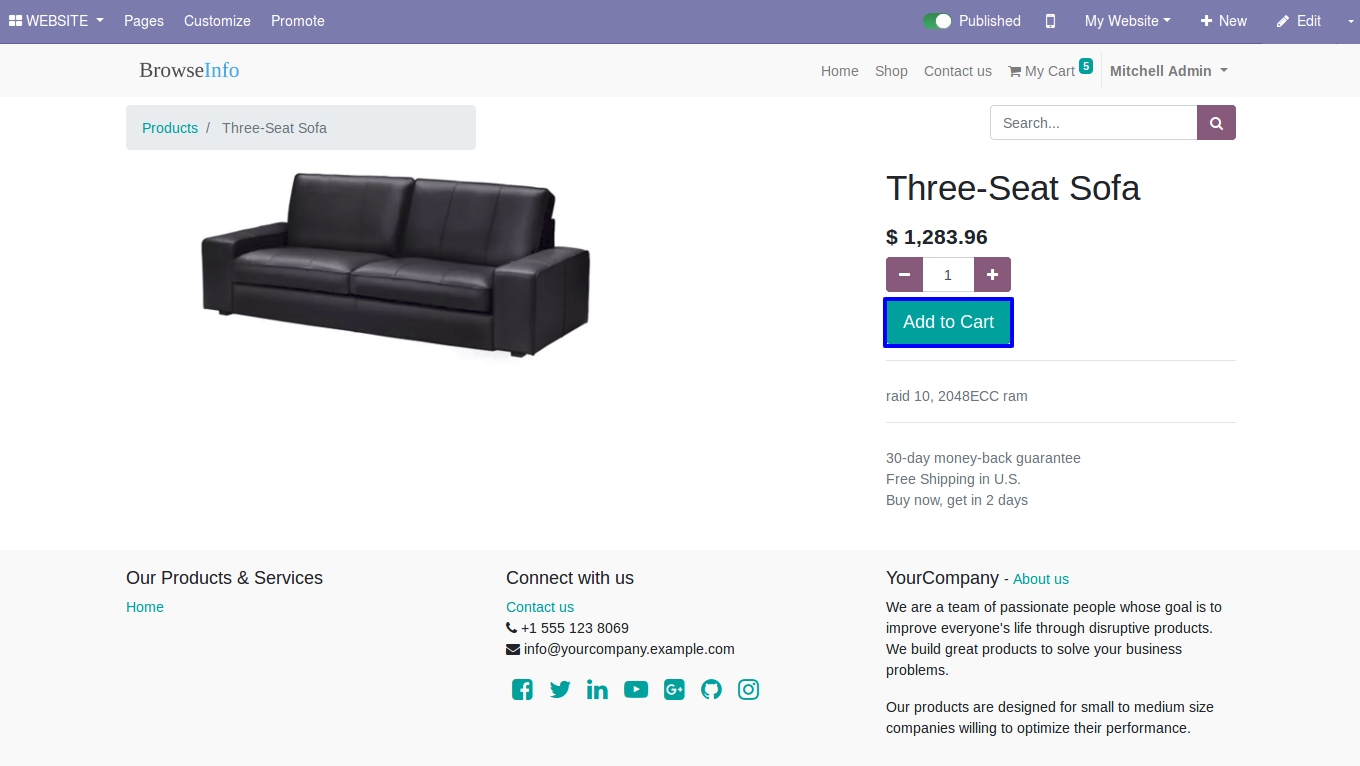 WEBSITE Pages Customize Promote Published My Website New Edit
BrowseInfo Home Shop Contact us My Cart 5 Mitchell Admin
Products / Three-Seat Sofa Search...
Three-Seat Sofa
$ 1,283.96
1
Add to Cart
raid 10, 2048ECC ram
30-day money-back guarantee
Free Shipping in U.S.
Buy now, get in 2 days
Our Products & Services
Home
Connect with us
Contact us
+1 555 123 8069
info@yourcompany.example.com
YourCompany - About us
We are a team of passionate people whose goal is to
improve everyone's life through disruptive products.
We build great products to solve your business
problems.
Our products are designed for small to medium size
companies willing to optimize their performance.